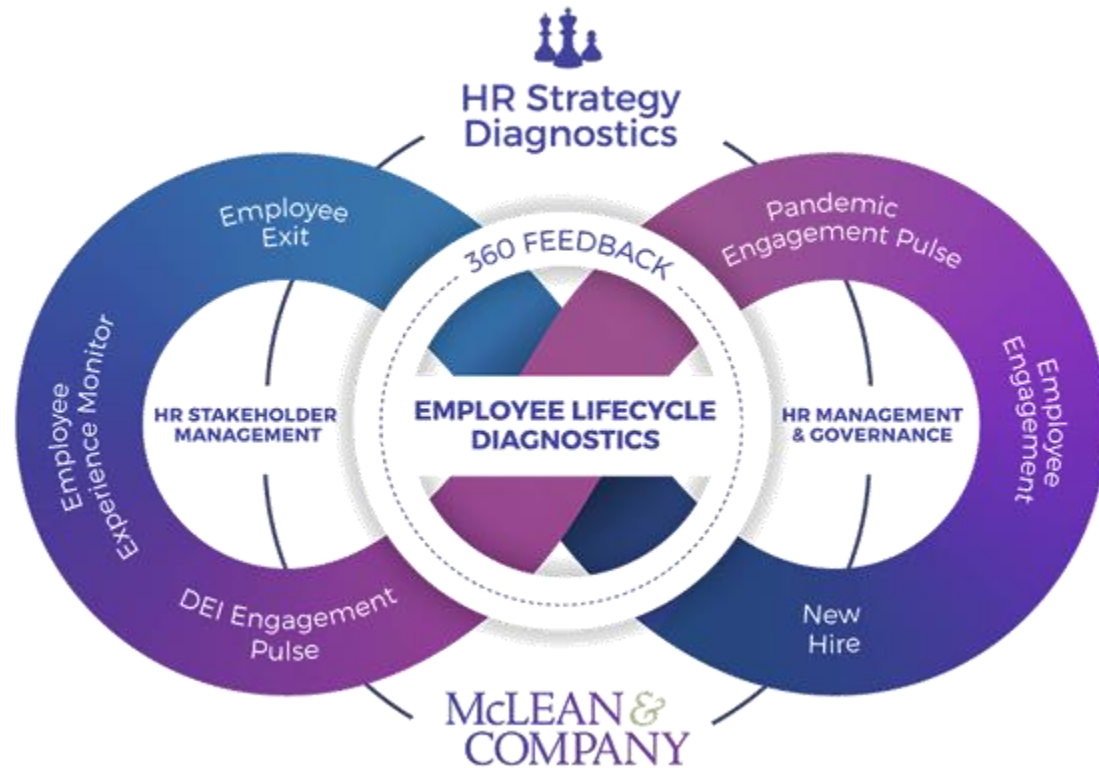 HR Strategy
Diagnostics
Employee
Exit
Pandemic
Engagement Pulse
360 FEEDBACK
Employee
Experience Monitor
HR STAKEHOLDER
MANAGEMENT
EMPLOYEE LIFECYCLE
DIAGNOSTICS
HR MANAGEMENT
& GOVERNANCE
Employee
Engagement
DEI Engagement
Pulse
New
Hire
McLEAN &
COMPANY